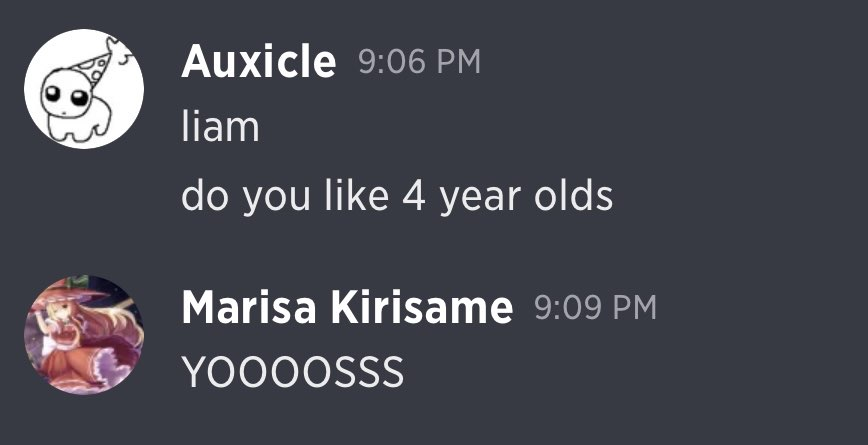 Auxicle 9:06 PM
liam
do you like 4 year olds
Marisa Kirisame 9:09 PM
YOOOOSSS